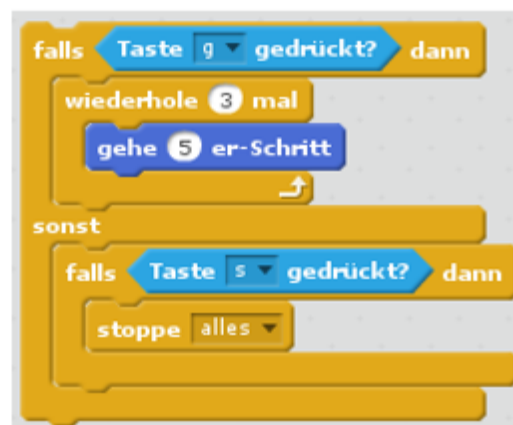 falls Taste g gedrückt? dann
wiederhole 3 mal
gehe 5 er-Schritt
sonst
falls Taste s gedrückt? dann
stoppe alles